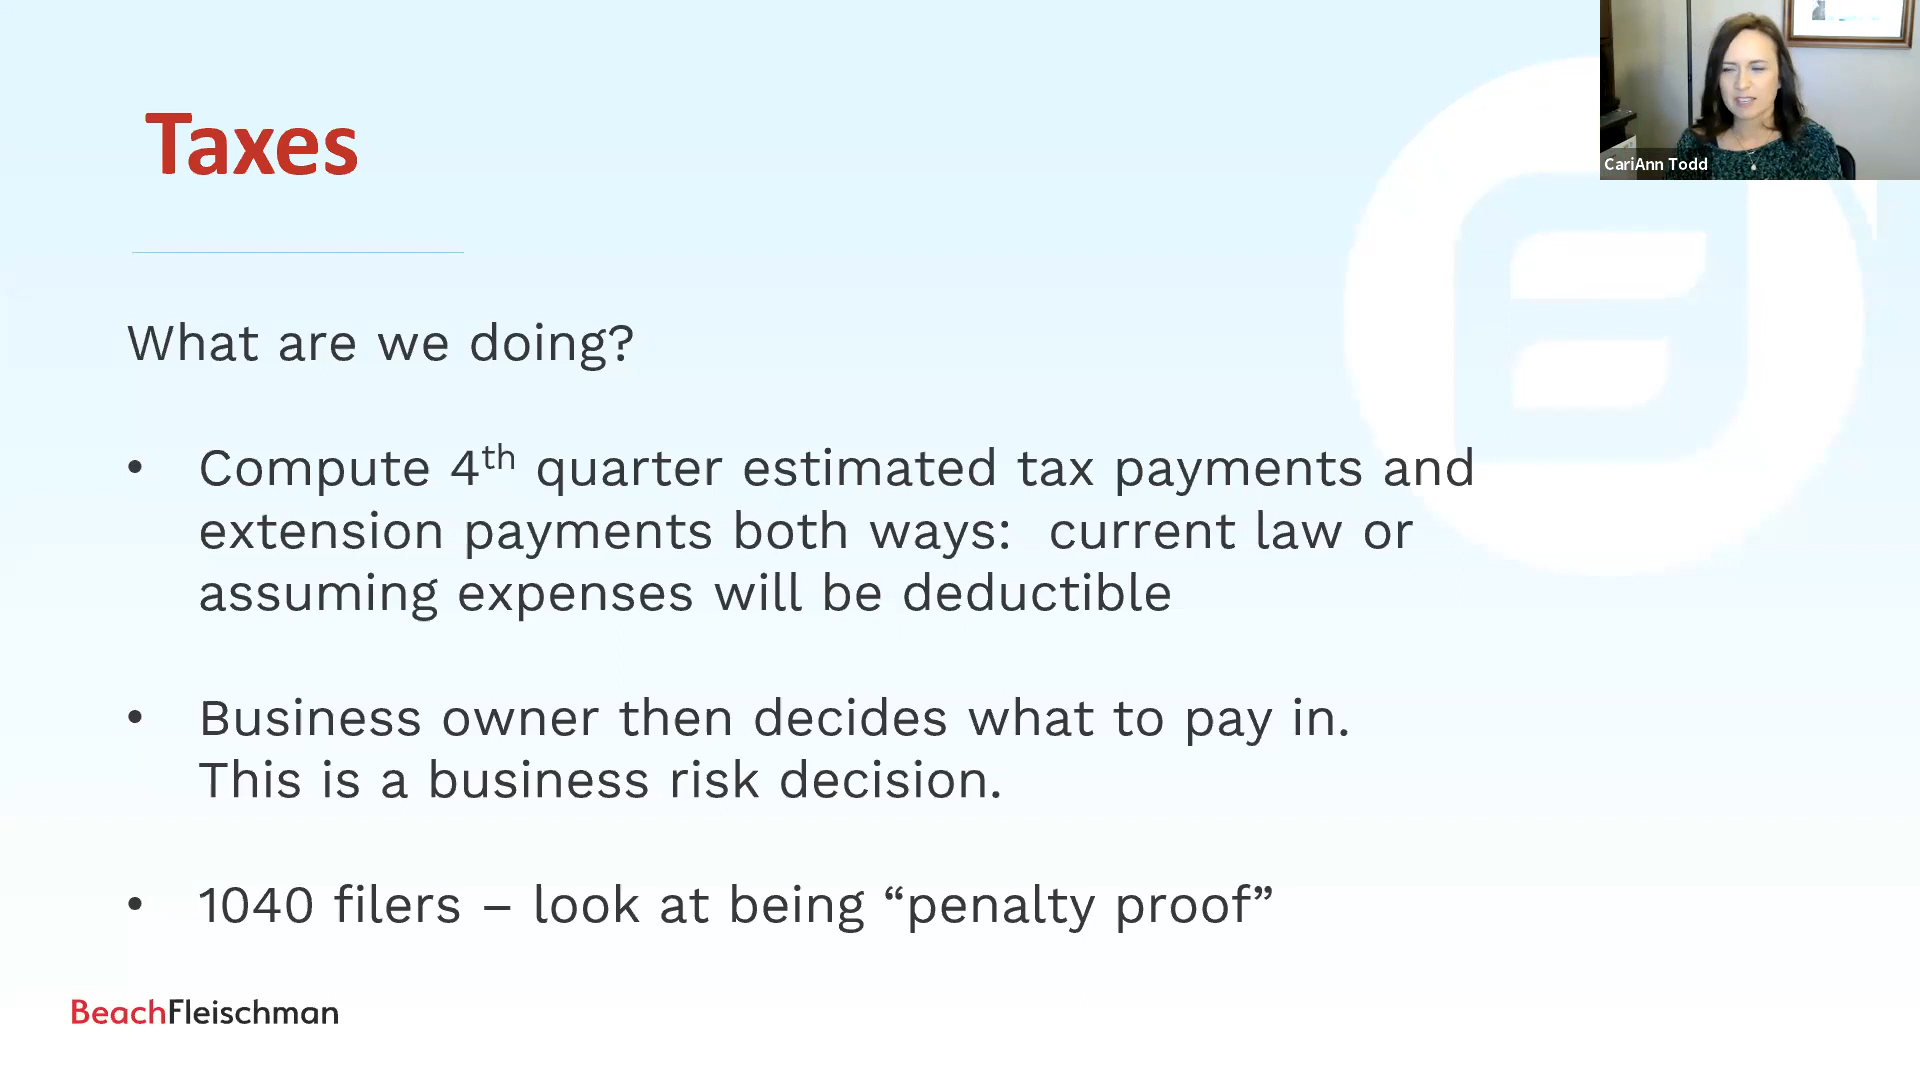 Taxes
CariAnn Todd
What are we doing?
• Compute 4th quarter estimated tax payments and
extension payments both ways:  current law or
assuming expenses will be deductible
• Business owner then decides what to pay in.
This is a business risk decision.
• 1040 filers – look at being “penalty proof”
BeachFleischman